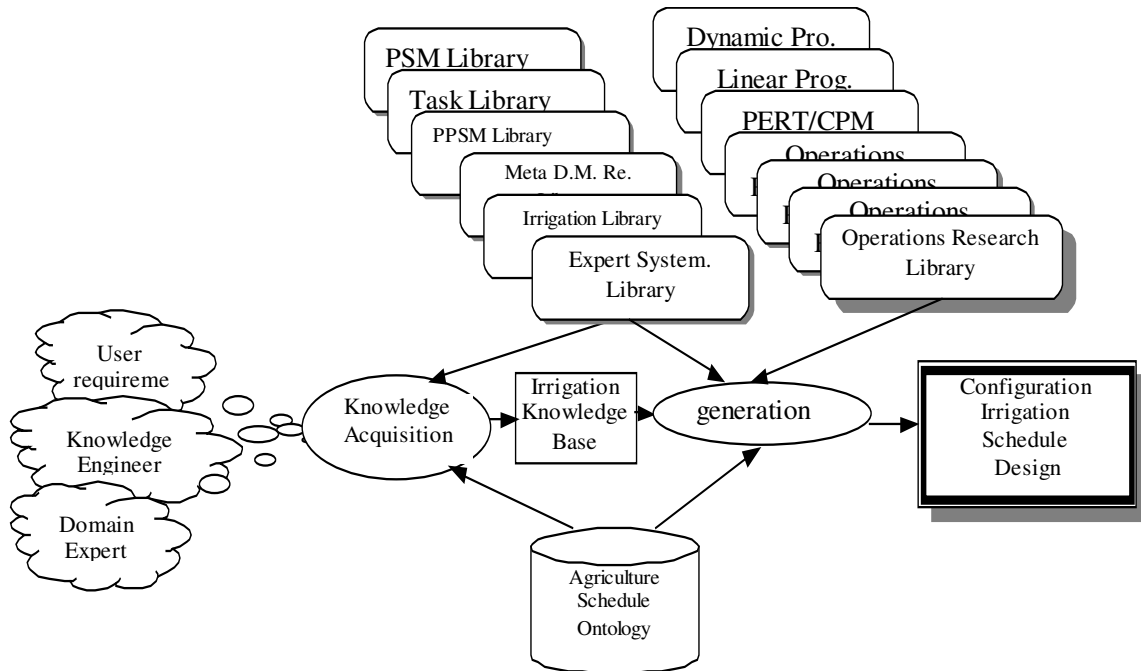 PSM Library
Task Library
PPSM Library
Meta D.M. Re.
Irrigation Library
Expert System.
Library
Dynamic Pro.
Linear Prog.
PERT/CPM
Operations
Operations
Operations
Operations Research
Library
User
requireme
Knowledge
Engineer
Domain
Expert
Knowledge
Acquisition
Irrigation
Knowledge
Base
generation
Configuration
Irrigation
Schedule
Design
Agriculture
Schedule
Ontology